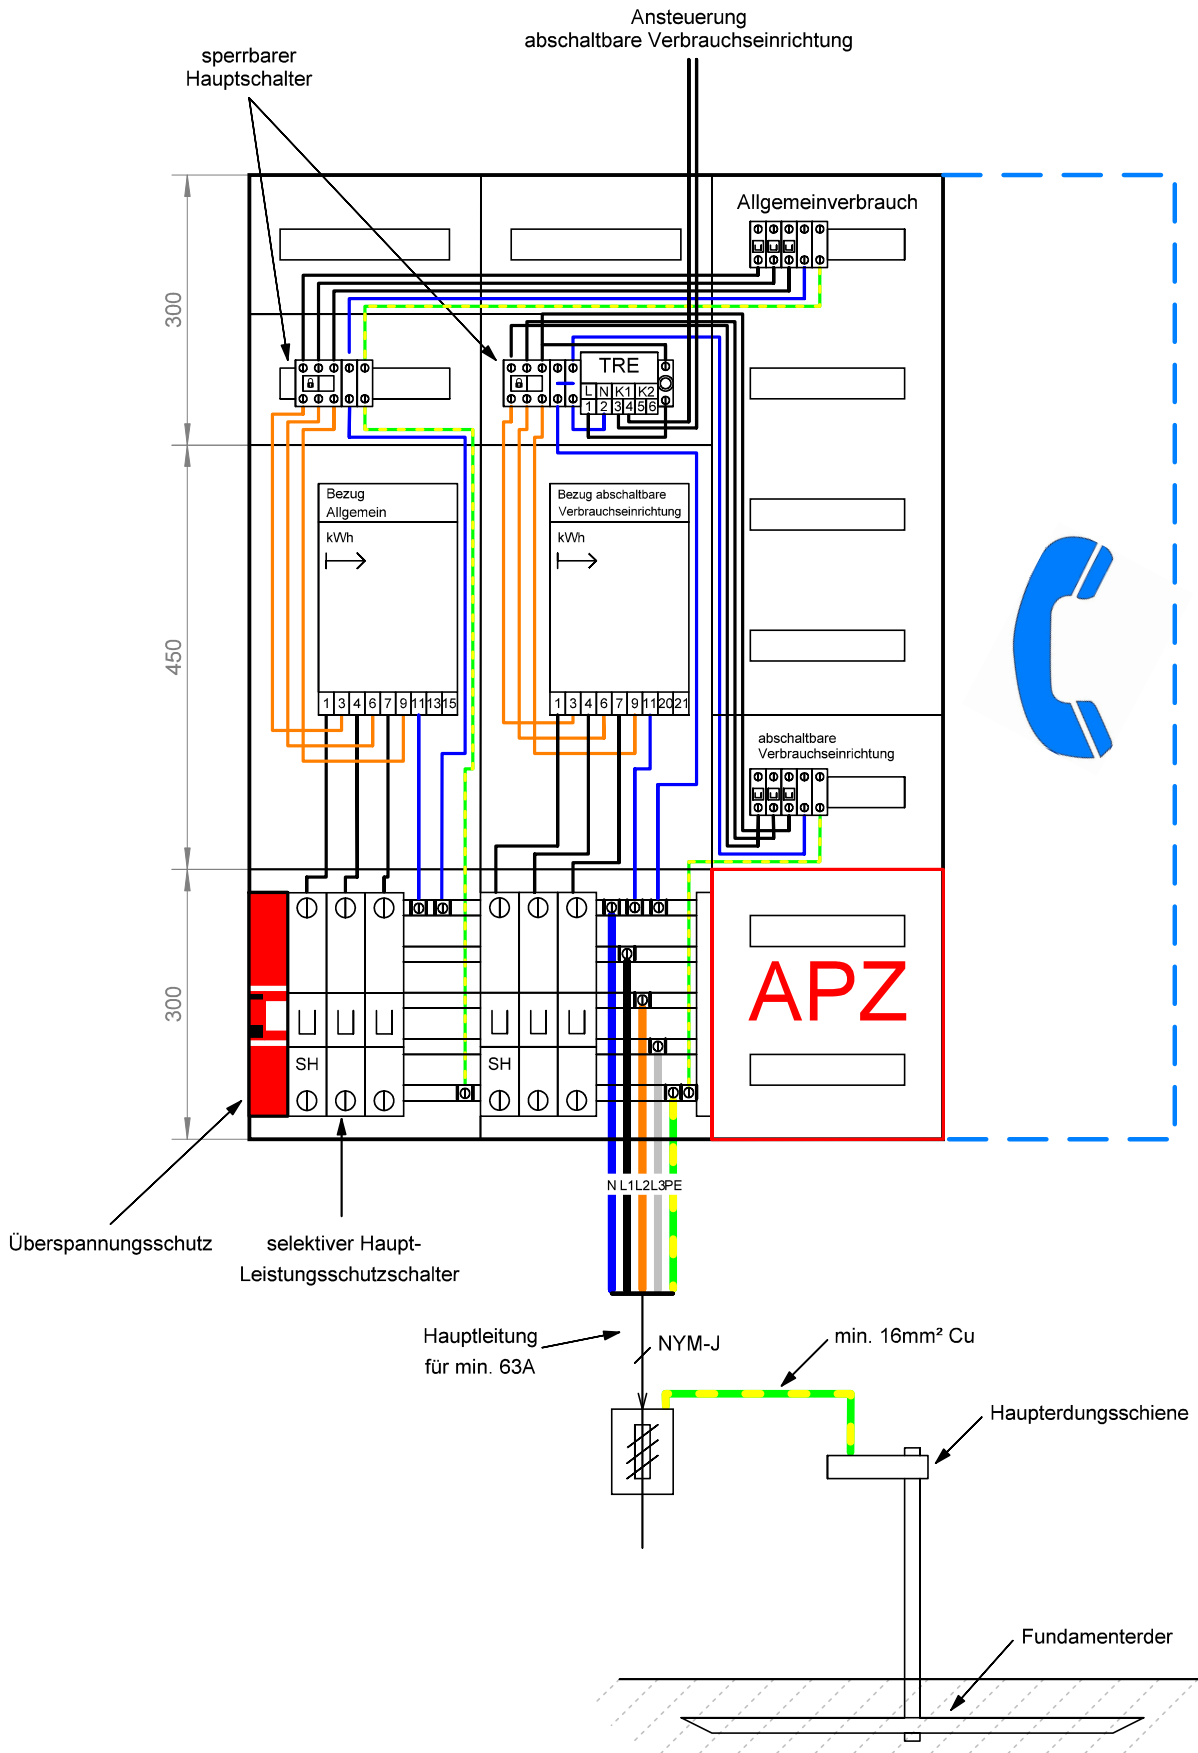 Ansteuerung
abschaltbare Verbrauchseinrichtung
sperrbarer
Hauptschalter
Allgemeinverbrauch
300
TRE
L N K1 K2
1 2 3 4 5 6
Bezug
Allgemein
kWh
Bezug abschaltbare
Verbrauchseinrichtung
kWh
450
1 3 4 6 7 9 11 13 15
1 3 4 6 7 9 11 20 21
abschaltbare
Verbrauchseinrichtung
300
APZ
SH
SH
N L1 L2 L3 PE
Überspannungsschutz
selektiver Haupt-
Leistungsschutzschalter
Hauptleitung
für min. 63A
NYM-J
min. 16mm² Cu
Haupterdungsschiene
Fundamenterder